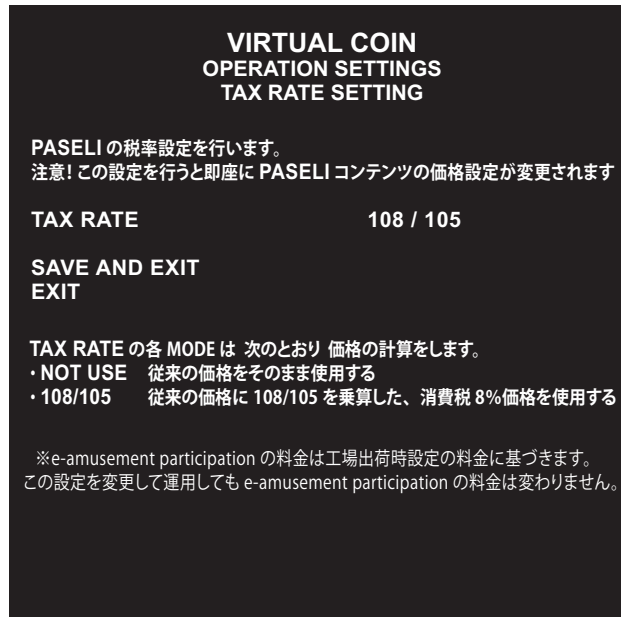 VIRTUAL COIN
OPERATION SETTINGS
TAX RATE SETTING
PASELI の税率設定を行います。
注意! この設定を行うと即座に PASELI コンテンツの価格設定が変更されます
TAX RATE 108 / 105
SAVE AND EXIT
EXIT
TAX RATE の各 MODE は 次のとおり 価格の計算をします。
・NOT USE 従来の価格をそのまま使用する
・108/105 従来の価格に 108/105 を乗算した、消費税 8%価格を使用する
※e-amusement participation の料金は工場出荷時設定の料金に基づきます。
この設定を変更して運用しても e-amusement participation の料金は変わりません。